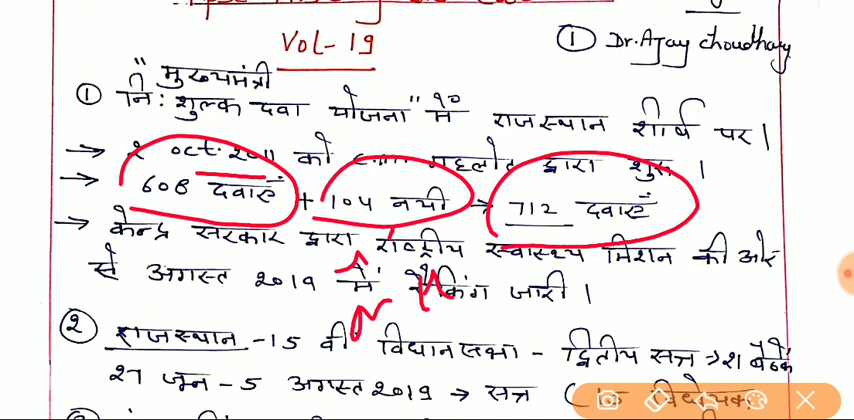 Vol-19
① Dr. Ajay Choudhary
① "मुख्यमंत्री
नि:शुल्क दवा योजना" में राजस्थान शीर्ष पर।
→ २ oct. 2011 को गहलोत द्वारा शुरू।
→ 608 दवाएं + 104 नयी → 712 दवाएं
→ केन्द्र सरकार द्वारा राष्ट्रीय स्वास्थ्य मिशन की ओर
से अगस्त 2019 में रैंकिंग जारी।
② राजस्थान - 15 वी विधानसभा - द्वितीय सत्र → 21 बैठकें
27 जून - 5 अगस्त 2019 → सत्र